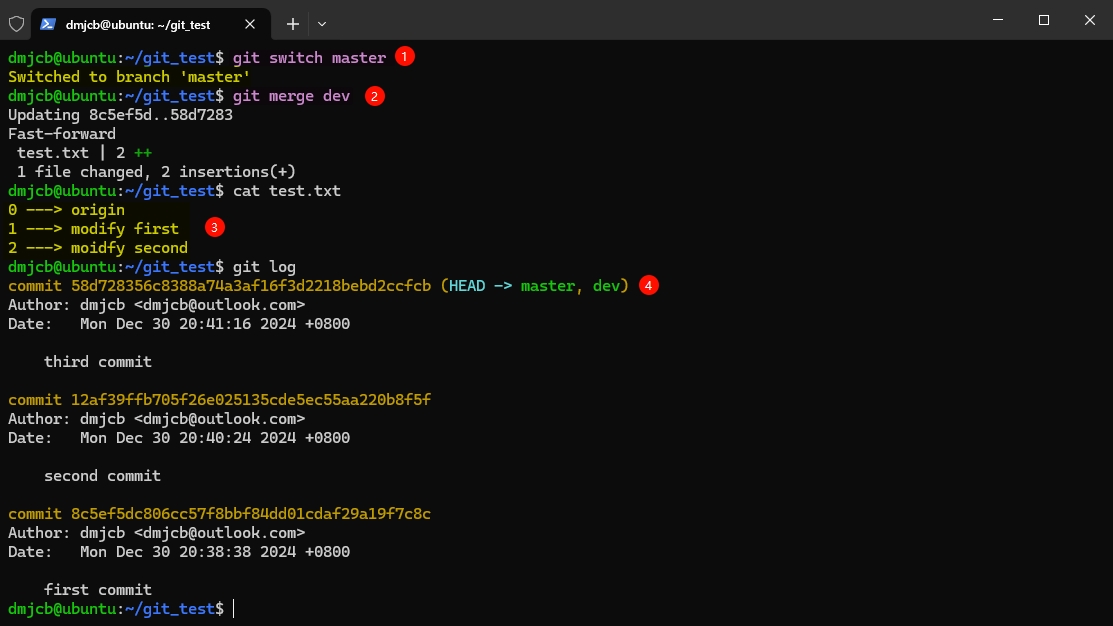 dmjcb@ubuntu: ~/git_test
dmjcb@ubuntu:~/git_test$ git switch master 1
Switched to branch 'master'
dmjcb@ubuntu:~/git_test$ git merge dev 2
Updating 8c5ef5d..58d7283
Fast-forward
 test.txt | 2 ++
 1 file changed, 2 insertions(+)
dmjcb@ubuntu:~/git_test$ cat test.txt
0 ---> origin
1 ---> modify first 3
2 ---> moidfy second
dmjcb@ubuntu:~/git_test$ git log
commit 58d728356c8388a74a3af16f3d2218bebd2ccfcb (HEAD -> master, dev) 4
Author: dmjcb <dmjcb@outlook.com>
Date:   Mon Dec 30 20:41:16 2024 +0800
    third commit
commit 12af39ffb705f26e025135cde5ec55aa220b8f5f
Author: dmjcb <dmjcb@outlook.com>
Date:   Mon Dec 30 20:40:24 2024 +0800
    second commit
commit 8c5ef5dc806cc57f8bbf84dd01cdaf29a19f7c8c
Author: dmjcb <dmjcb@outlook.com>
Date:   Mon Dec 30 20:38:38 2024 +0800
    first commit
dmjcb@ubuntu:~/git_test$